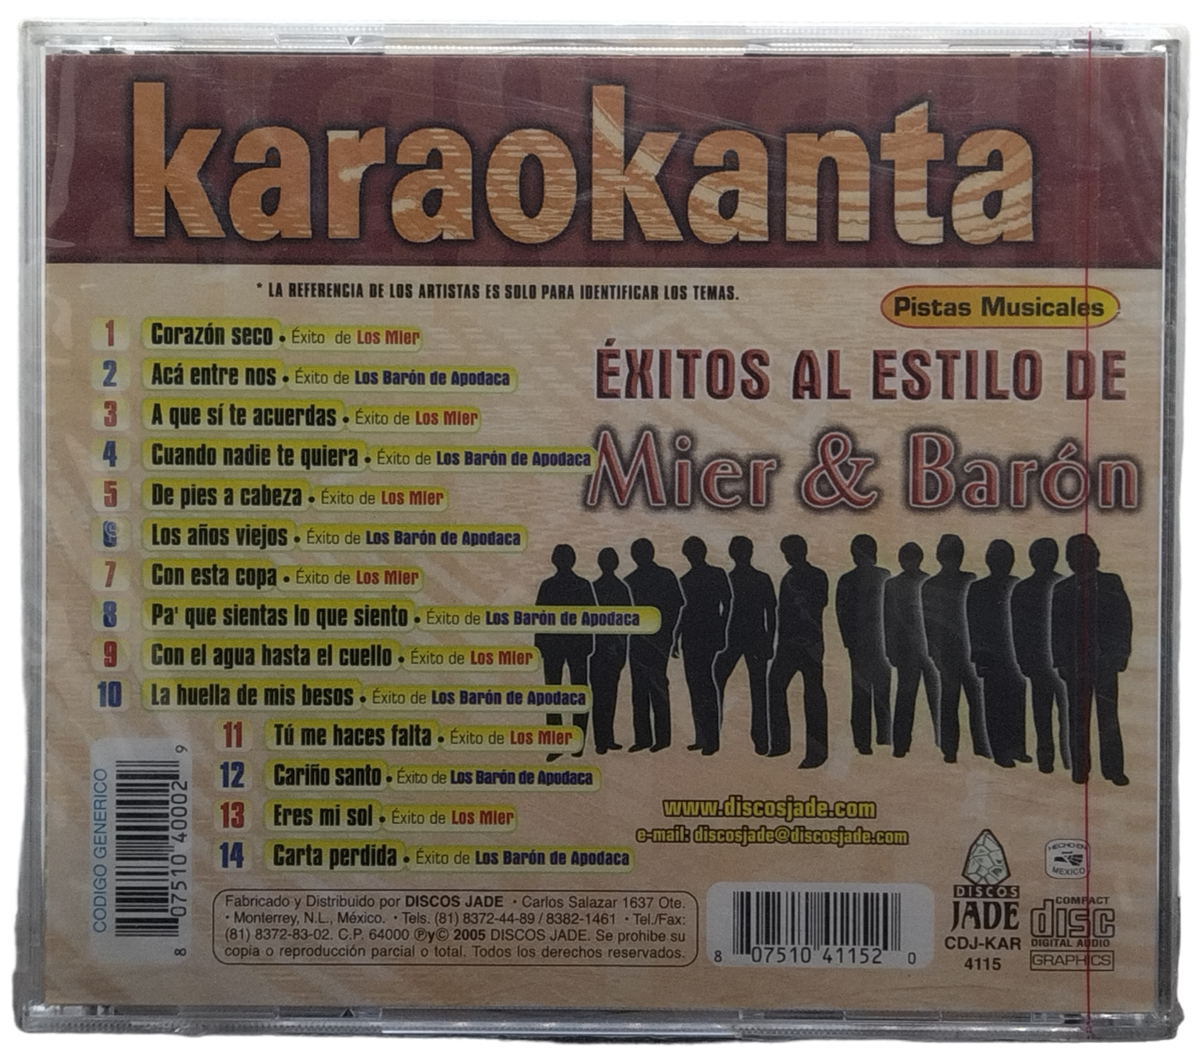 karaokanta
* LA REFERENCIA DE LOS ARTISTAS ES SOLO PARA IDENTIFICAR LOS TEMAS.
Pistas Musicales
ÉXITOS AL ESTILO DE
Mier & Barón
1 Corazón seco • Éxito de Los Mier
2 Acá entre nos • Éxito de Los Barón de Apodaca
3 A que sí te acuerdas • Éxito de Los Mier
4 Cuando nadie te quiera • Éxito de Los Barón de Apodaca
5 De pies a cabeza • Éxito de Los Mier
6 Los años viejos • Éxito de Los Barón de Apodaca
7 Con esta copa • Éxito de Los Mier
8 Pa' que sientas lo que siento • Éxito de Los Barón de Apodaca
9 Con el agua hasta el cuello • Éxito de Los Mier
10 La huella de mis besos • Éxito de Los Barón de Apodaca
11 Tú me haces falta • Éxito de Los Mier
12 Cariño santo • Éxito de Los Barón de Apodaca
13 Eres mi sol • Éxito de Los Mier
14 Carta perdida • Éxito de Los Barón de Apodaca
www.discosjade.com
e-mail: discosjade@discosjade.com
CODIGO GENERICO
8 07510 40002 9
Fabricado y Distribuido por DISCOS JADE • Carlos Salazar 1637 Ote.
• Monterrey, N.L., México. • Tels. (81) 8372-44-89 / 8382-1461 • Tel./Fax:
(81) 8372-83-02. C.P. 64000 ℗y© 2005 DISCOS JADE. Se prohibe su
copia o reproducción parcial o total. Todos los derechos reservados.
8 07510 41152 0
DISCOS
JADE
CDJ-KAR
4115
HECHO EN
MEXICO
COMPACT
disc
DIGITAL AUDIO
GRAPHICS